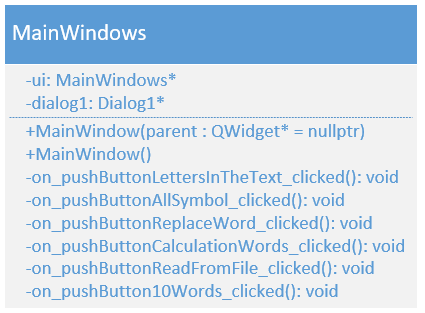 MainWindows
-ui: MainWindows*
-dialog1: Dialog1*
+MainWindow(parent : QWidget* = nullptr)
+MainWindow()
-on_pushButtonLettersInTheText_clicked(): void
-on_pushButtonAllSymbol_clicked(): void
-on_pushButtonReplaceWord_clicked(): void
-on_pushButtonCalculationWords_clicked(): void
-on_pushButtonReadFromFile_clicked(): void
-on_pushButton10Words_clicked(): void